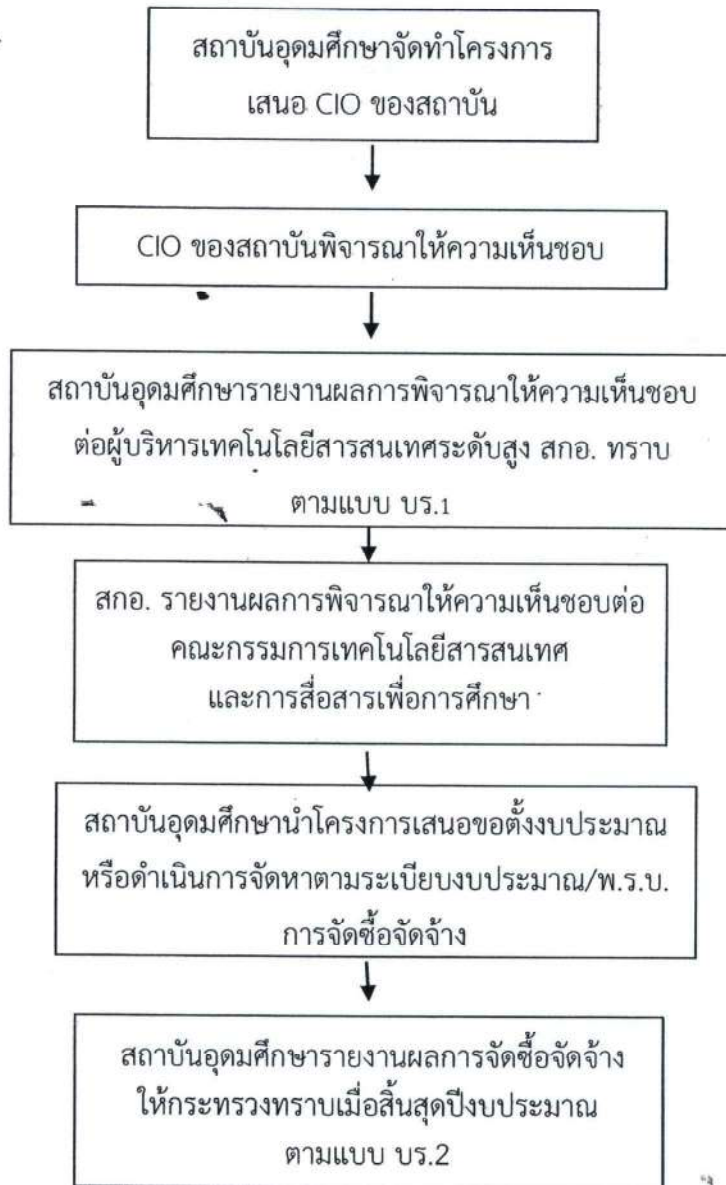 สถาบันอุดมศึกษาจัดทำโครงการ
เสนอ CIO ของสถาบัน
CIO ของสถาบันพิจารณาให้ความเห็นชอบ
สถาบันอุดมศึกษารายงานผลการพิจารณาให้ความเห็นชอบ
ต่อผู้บริหารเทคโนโลยีสารสนเทศระดับสูง สกอ. ทราบ
ตามแบบ บร.1
สกอ. รายงานผลการพิจารณาให้ความเห็นชอบต่อ
คณะกรรมการเทคโนโลยีสารสนเทศ
และการสื่อสารเพื่อการศึกษา
สถาบันอุดมศึกษานำโครงการเสนอขอตั้งงบประมาณ
หรือดำเนินการจัดหาตามระเบียบงบประมาณ/พ.ร.บ.
การจัดซื้อจัดจ้าง
สถาบันอุดมศึกษารายงานผลการจัดซื้อจัดจ้าง
ให้กระทรวงทราบเมื่อสิ้นสุดปีงบประมาณ
ตามแบบ บร.2